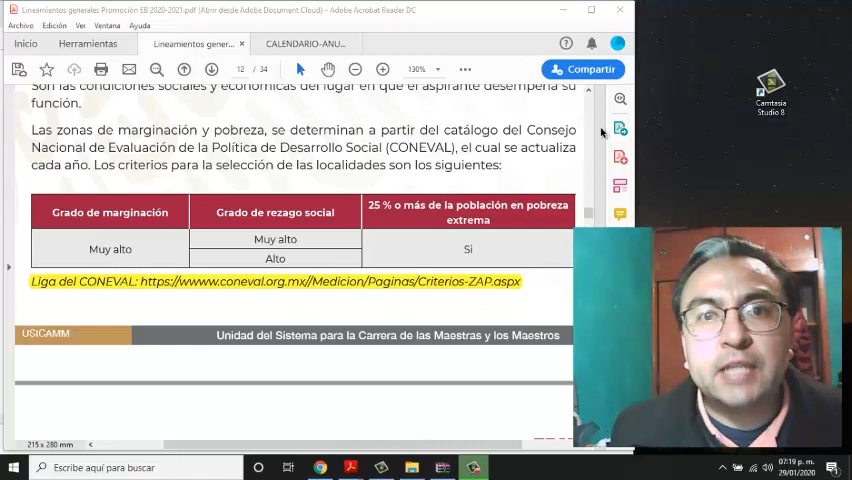 Lineamientos generales Promoción EB 2020-2021.pdf (Abrir desde Adobe Document Cloud) - Adobe Acrobat Reader DC
Archivo Edición Ver Ventana Ayuda
Inicio Herramientas Lineamientos gener... × CALENDARIO-ANU...
12 / 34 130% Compartir
Son las condiciones sociales y económicas del lugar en que el aspirante desempeña su
función.
Las zonas de marginación y pobreza, se determinan a partir del catálogo del Consejo
Nacional de Evaluación de la Política de Desarrollo Social (CONEVAL), el cual se actualiza
cada año. Los criterios para la selección de las localidades son los siguientes:
Grado de marginación Grado de rezago social 25 % o más de la población en pobreza
extrema
Muy alto Muy alto Si
Alto
Liga del CONEVAL: https://wwww.coneval.org.mx//Medicion/Paginas/Criterios-ZAP.aspx
USICAMM Unidad del Sistema para la Carrera de las Maestras y los Maestros
215 x 280 mm
Camtasia
Studio 8
Escribe aquí para buscar
07:19 p. m.
29/01/2020